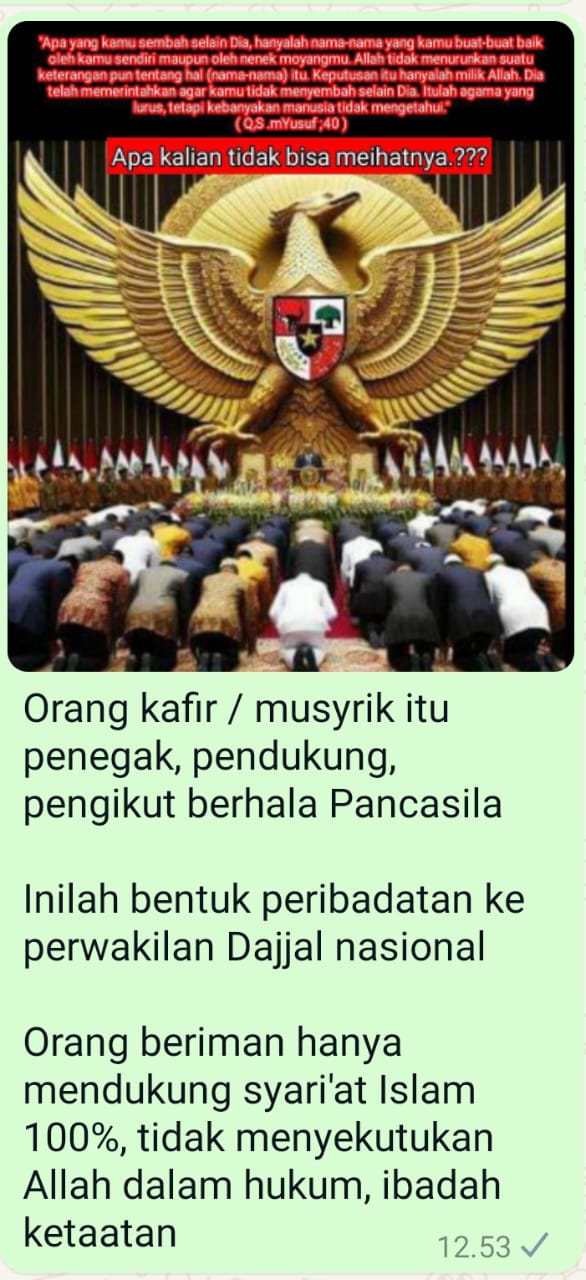 "Apa yang kamu sembah selain Dia, hanyalah nama-nama yang kamu buat-buat baik
oleh kamu sendiri maupun oleh nenek moyangmu. Allah tidak menurunkan suatu
keterangan pun tentang hal (nama-nama) itu. Keputusan itu hanyalah milik Allah. Dia
telah memerintahkan agar kamu tidak menyembah selain Dia. Itulah agama yang
lurus, tetapi kebanyakan manusia tidak mengetahui."
( Q,S .mYusuf ;40 )
Apa kalian tidak bisa meihatnya.???
Orang kafir / musyrik itu
penegak, pendukung,
pengikut berhala Pancasila
Inilah bentuk peribadatan ke
perwakilan Dajjal nasional
Orang beriman hanya
mendukung syari'at Islam
100%, tidak menyekutukan
Allah dalam hukum, ibadah
ketaatan
12.53